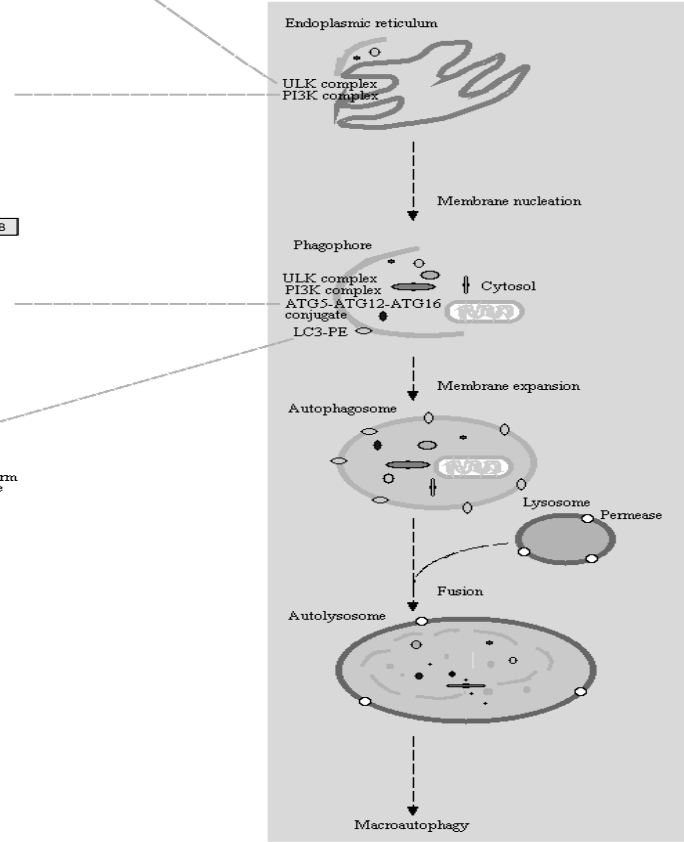 Endoplasmic reticulum
ULK complex
PI3K complex
Membrane nucleation
B
Phagophore
ULK complex
PI3K complex
Cytosol
ATG5-ATG12-ATG16
conjugate
LC3-PE
Membrane expansion
Autophagosome
rm
e
Lysosome
Permease
Fusion
Autolysosome
Macroautophagy